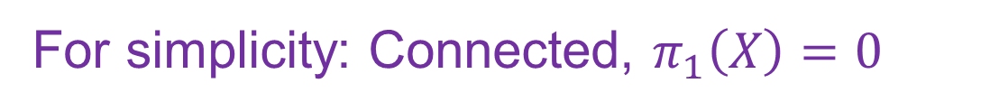 For simplicity: Connected, π₁(X) = 0